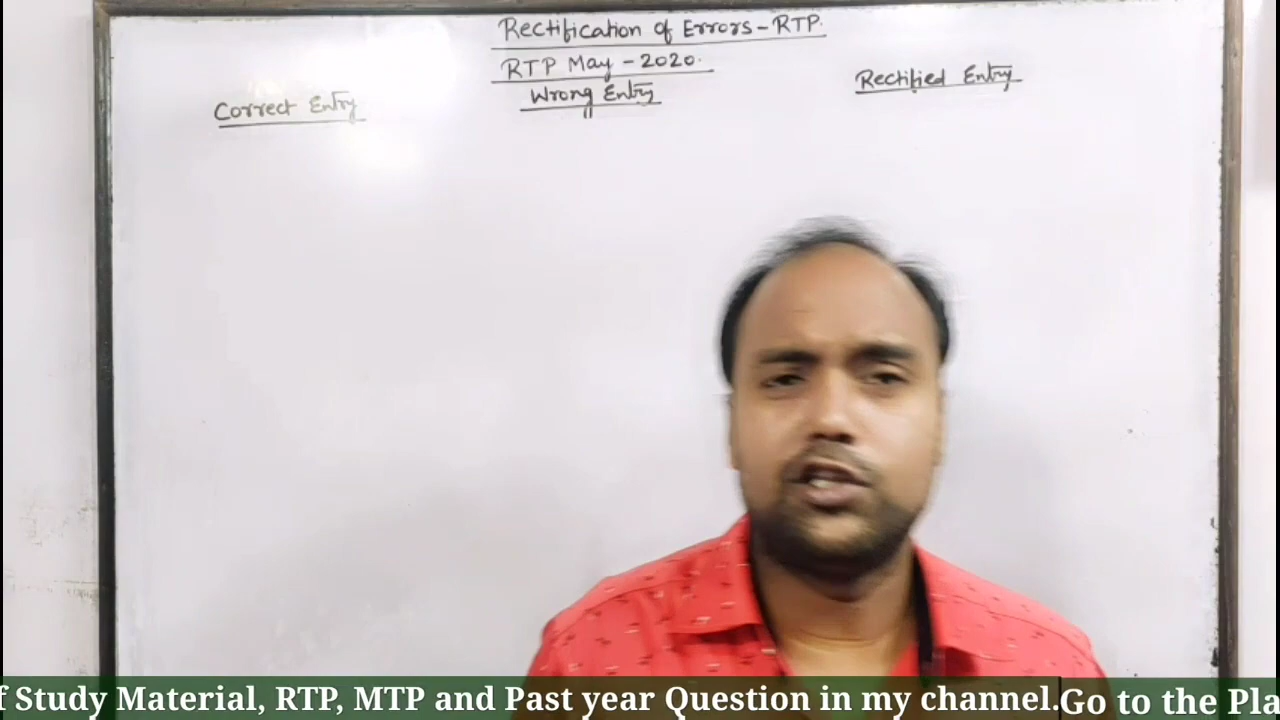 Rectification of Errors - RTP.
RTP May - 2020.
Correct Entry
Wrong Entry
Rectified Entry
f Study Material, RTP, MTP and Past year Question in my channel.
Go to the Pla